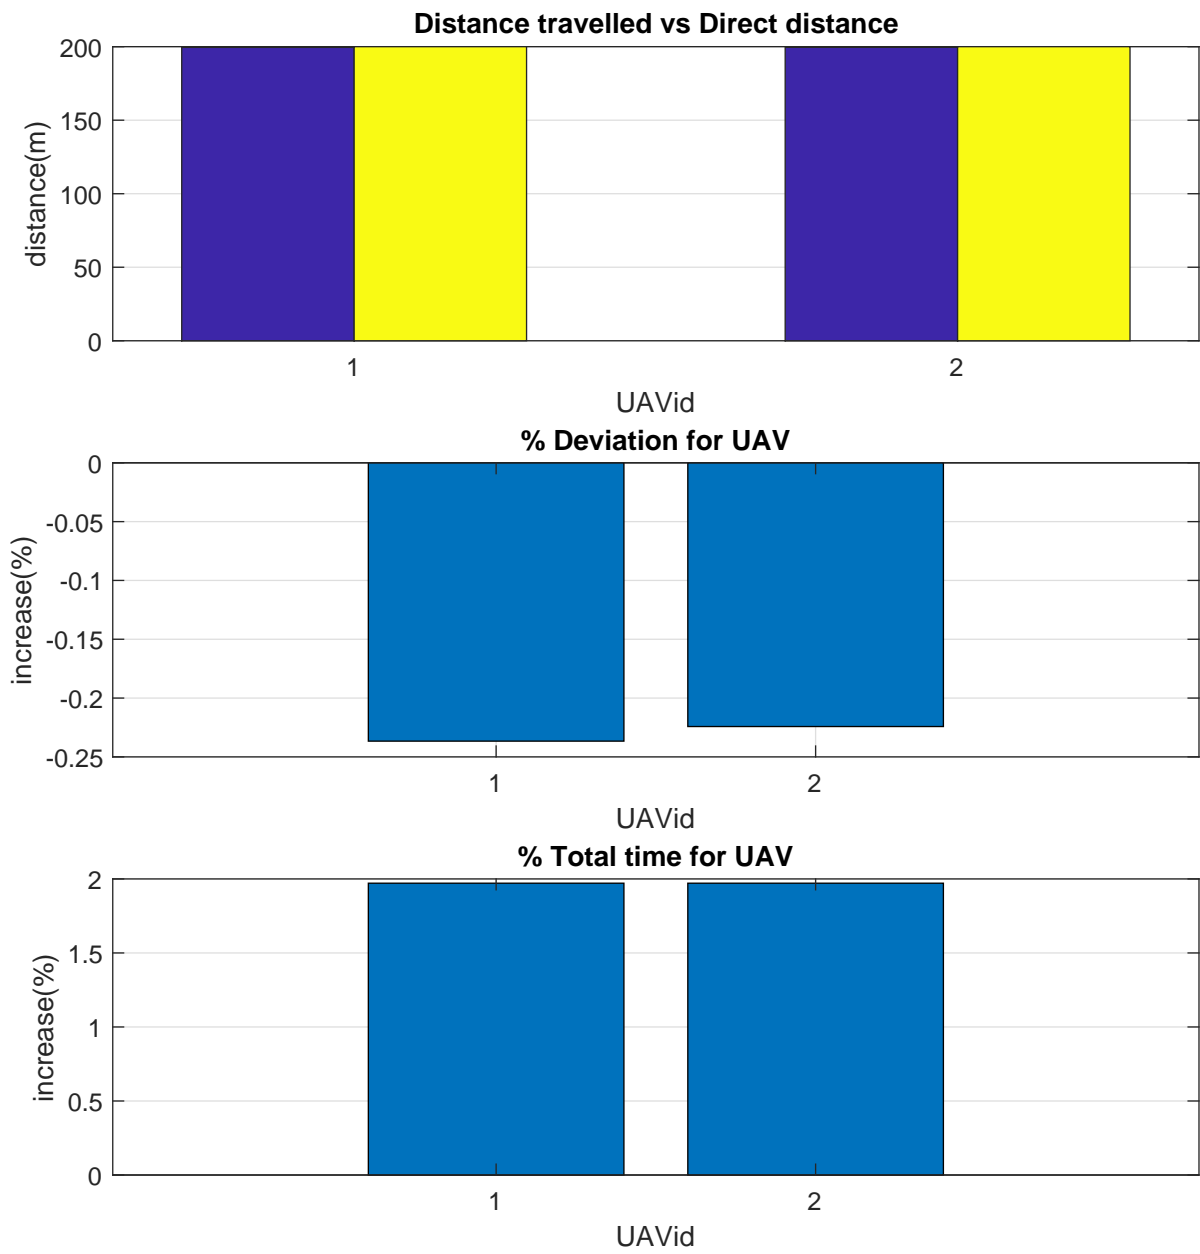 Distance travelled vs Direct distance
200
150
100
50
0
distance(m)
1 2
UAVid
% Deviation for UAV
0
-0.05
-0.1
-0.15
-0.2
-0.25
increase(%)
1 2
UAVid
% Total time for UAV
2
1.5
1
0.5
0
increase(%)
1 2
UAVid